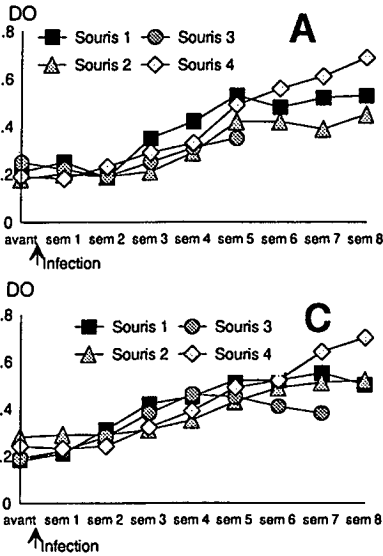 DO
.8
A
Souris 1 Souris 3
Souris 2 Souris 4
.6
.4
.2
0
avant sem 1 sem 2 sem 3 sem 4 sem 5 sem 6 sem 7 sem 8
Infection
DO
.8
C
Souris 1 Souris 3
Souris 2 Souris 4
.6
.4
.2
0
avant sem 1 sem 2 sem 3 sem 4 sem 5 sem 6 sem 7 sem 8
Infection